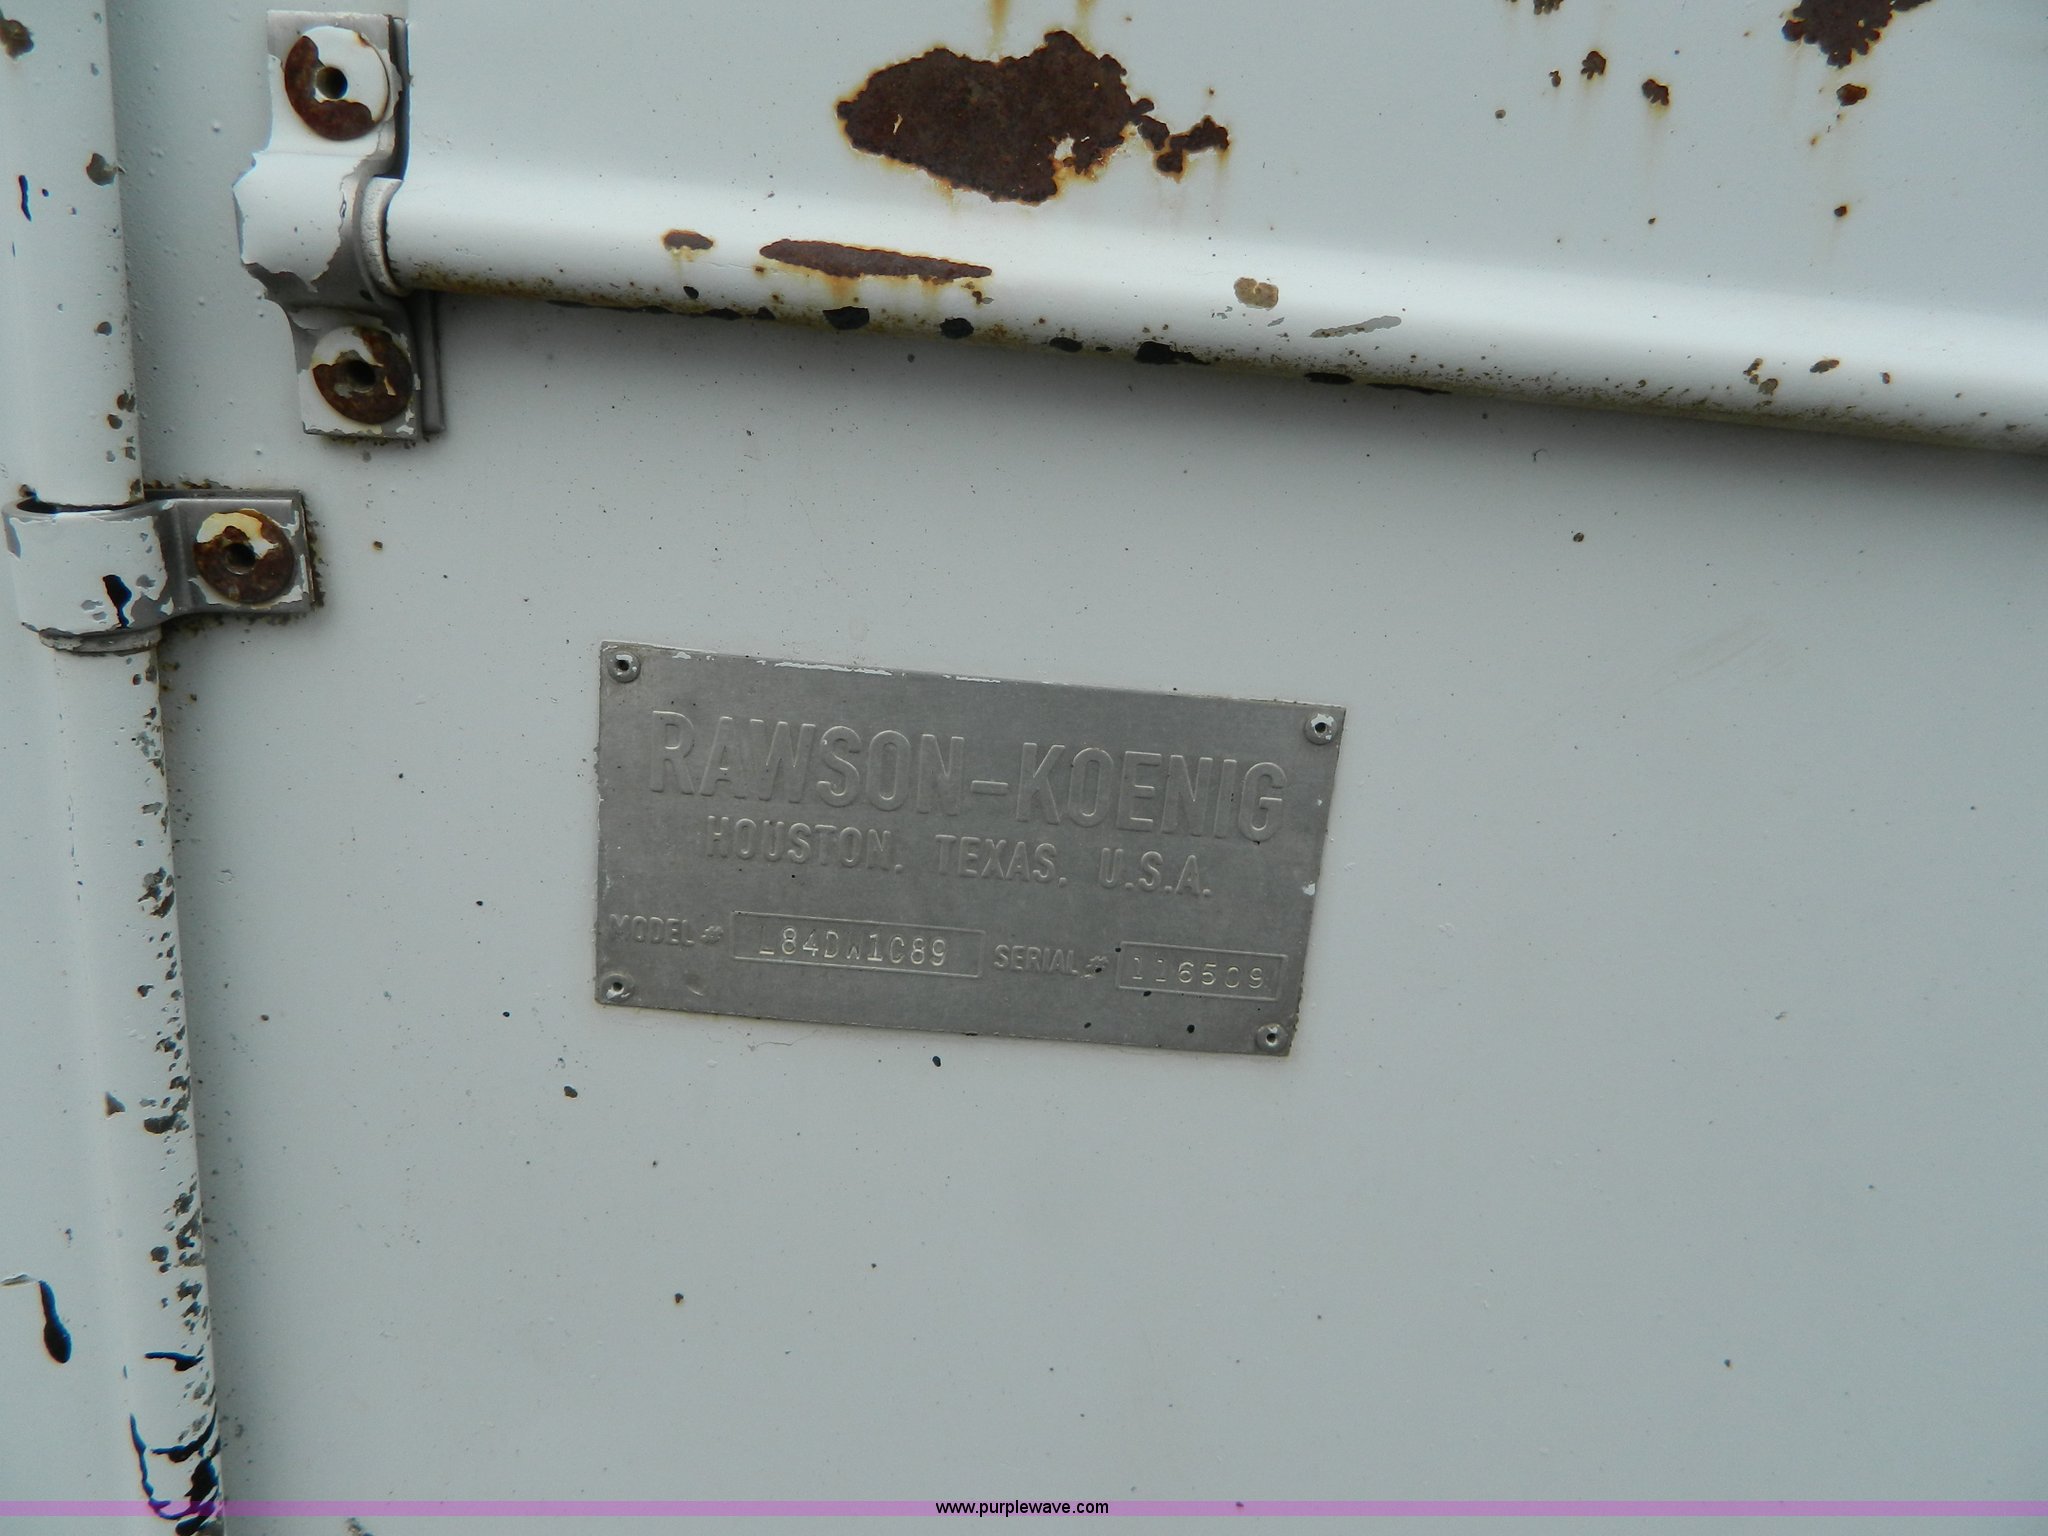 RAWSON-KOENIG
HOUSTON, TEXAS, U.S.A.
MODEL # L84DW1C89 SERIAL # 116509
www.purplewave.com